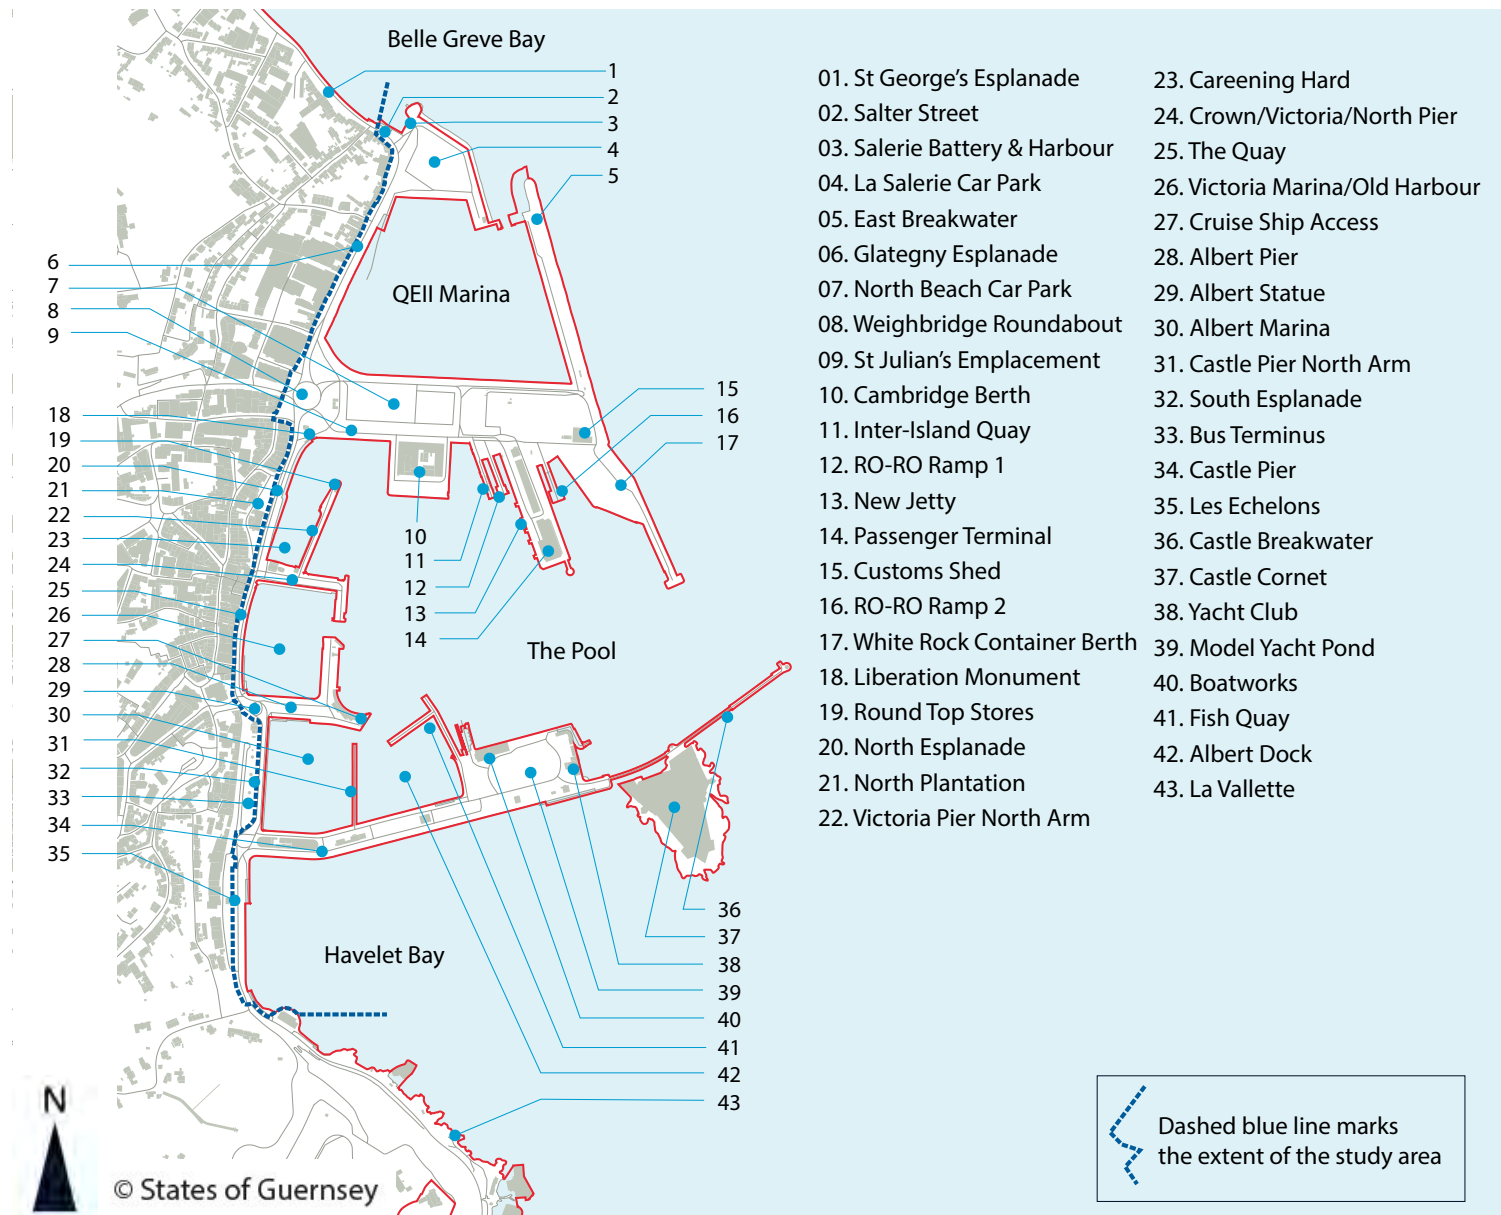 Belle Greve Bay
1
2
3
4
5
6
7
8
9
QEII Marina
15
16
17
18
19
20
21
22
23
24
25
26
27
28
29
30
31
32
33
34
35
10
11
12
13
14
The Pool
36
37
38
39
40
41
42
43
Havelet Bay
N
© States of Guernsey
01. St George's Esplanade
02. Salter Street
03. Salerie Battery & Harbour
04. La Salerie Car Park
05. East Breakwater
06. Glategny Esplanade
07. North Beach Car Park
08. Weighbridge Roundabout
09. St Julian's Emplacement
10. Cambridge Berth
11. Inter-Island Quay
12. RO-RO Ramp 1
13. New Jetty
14. Passenger Terminal
15. Customs Shed
16. RO-RO Ramp 2
17. White Rock Container Berth
18. Liberation Monument
19. Round Top Stores
20. North Esplanade
21. North Plantation
22. Victoria Pier North Arm
23. Careening Hard
24. Crown/Victoria/North Pier
25. The Quay
26. Victoria Marina/Old Harbour
27. Cruise Ship Access
28. Albert Pier
29. Albert Statue
30. Albert Marina
31. Castle Pier North Arm
32. South Esplanade
33. Bus Terminus
34. Castle Pier
35. Les Echelons
36. Castle Breakwater
37. Castle Cornet
38. Yacht Club
39. Model Yacht Pond
40. Boatworks
41. Fish Quay
42. Albert Dock
43. La Vallette
Dashed blue line marks
the extent of the study area